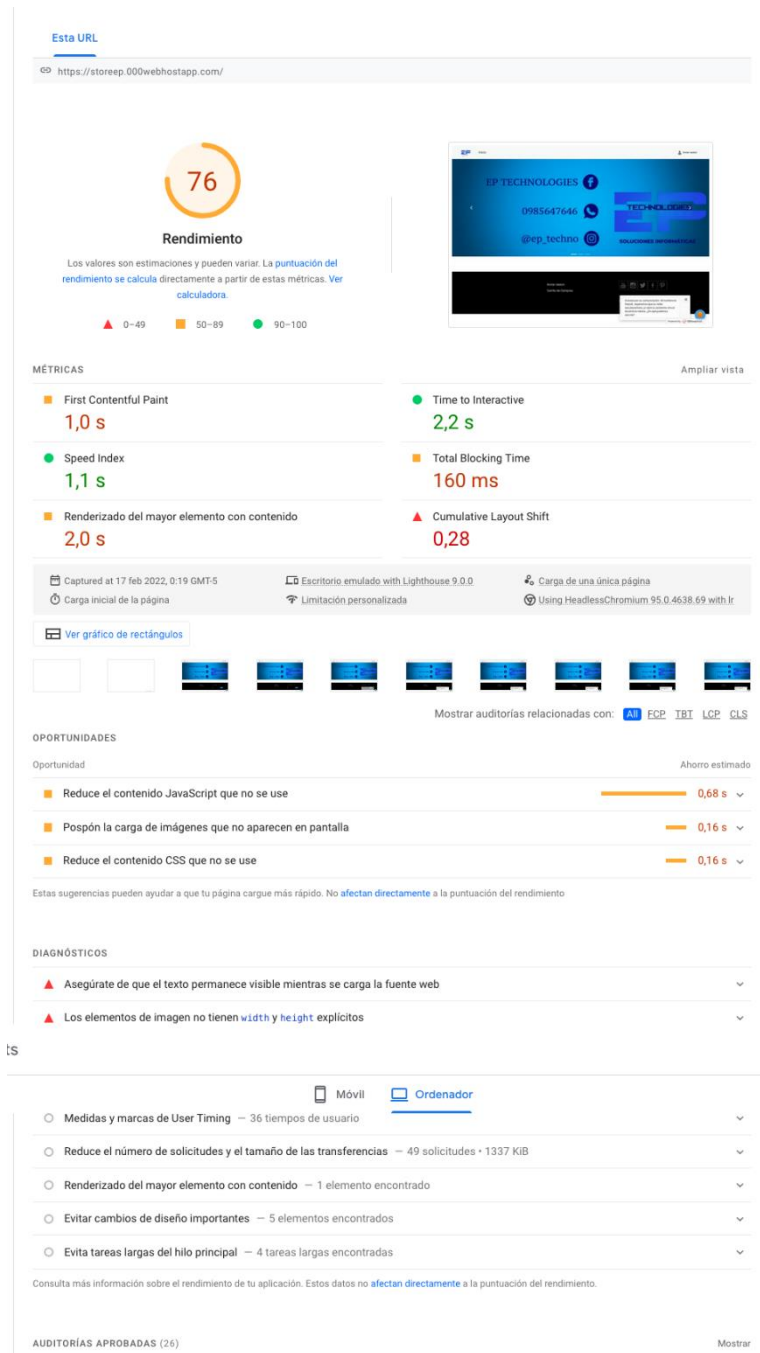 Esta URL
https://storeep.000webhostapp.com/
76
Rendimiento
Los valores son estimaciones y pueden variar. La puntuación del
rendimiento se calcula directamente a partir de estas métricas. Ver
calculadora.
0–49 50–89 90–100
EP
EP TECHNOLOGIES
0985647646
@ep_techno
EP
TECHNOLOGIES
SOLUCIONES INFORMÁTICAS
MÉTRICAS Ampliar vista
First Contentful Paint
1,0 s
Time to Interactive
2,2 s
Speed Index
1,1 s
Total Blocking Time
160 ms
Renderizado del mayor elemento con contenido
2,0 s
Cumulative Layout Shift
0,28
Captured at 17 feb 2022, 0:19 GMT-5
Escritorio emulado with Lighthouse 9.0.0
Carga de una única página
Carga inicial de la página
Limitación personalizada
Using HeadlessChromium 95.0.4638.69 with lr
Ver gráfico de rectángulos
Mostrar auditorías relacionadas con: All FCP TBT LCP CLS
OPORTUNIDADES
Oportunidad Ahorro estimado
Reduce el contenido JavaScript que no se use 0,68 s
Pospón la carga de imágenes que no aparecen en pantalla 0,16 s
Reduce el contenido CSS que no se use 0,16 s
Estas sugerencias pueden ayudar a que tu página cargue más rápido. No afectan directamente a la puntuación del rendimiento
DIAGNÓSTICOS
Asegúrate de que el texto permanece visible mientras se carga la fuente web
Los elementos de imagen no tienen width y height explícitos
ts
Móvil Ordenador
Medidas y marcas de User Timing — 36 tiempos de usuario
Reduce el número de solicitudes y el tamaño de las transferencias — 49 solicitudes • 1337 KiB
Renderizado del mayor elemento con contenido — 1 elemento encontrado
Evitar cambios de diseño importantes — 5 elementos encontrados
Evita tareas largas del hilo principal — 4 tareas largas encontradas
Consulta más información sobre el rendimiento de tu aplicación. Estos datos no afectan directamente a la puntuación del rendimiento.
AUDITORÍAS APROBADAS (26) Mostrar